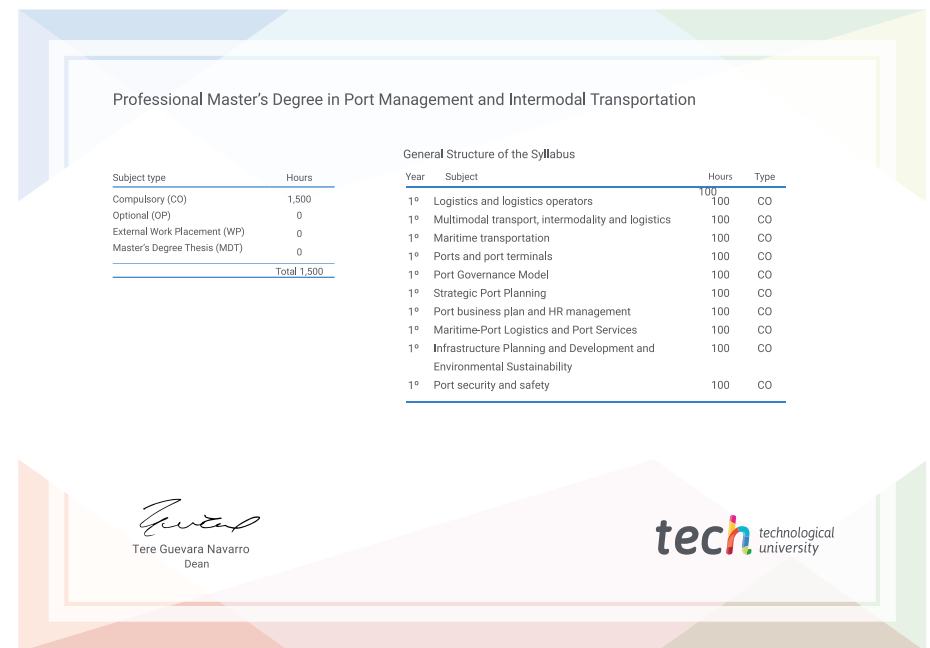 Professional Master's Degree in Port Management and Intermodal Transportation
Subject type Hours
Compulsory (CO) 1,500
Optional (OP) 0
External Work Placement (WP) 0
Master's Degree Thesis (MDT) 0
Total 1,500
General Structure of the Syllabus
Year Subject Hours Type
100
1º Logistics and logistics operators 100 CO
1º Multimodal transport, intermodality and logistics 100 CO
1º Maritime transportation 100 CO
1º Ports and port terminals 100 CO
1º Port Governance Model 100 CO
1º Strategic Port Planning 100 CO
1º Port business plan and HR management 100 CO
1º Maritime-Port Logistics and Port Services 100 CO
1º Infrastructure Planning and Development and 100 CO
Environmental Sustainability
1º Port security and safety 100 CO
Tere Guevara Navarro
Dean
tech technological
university